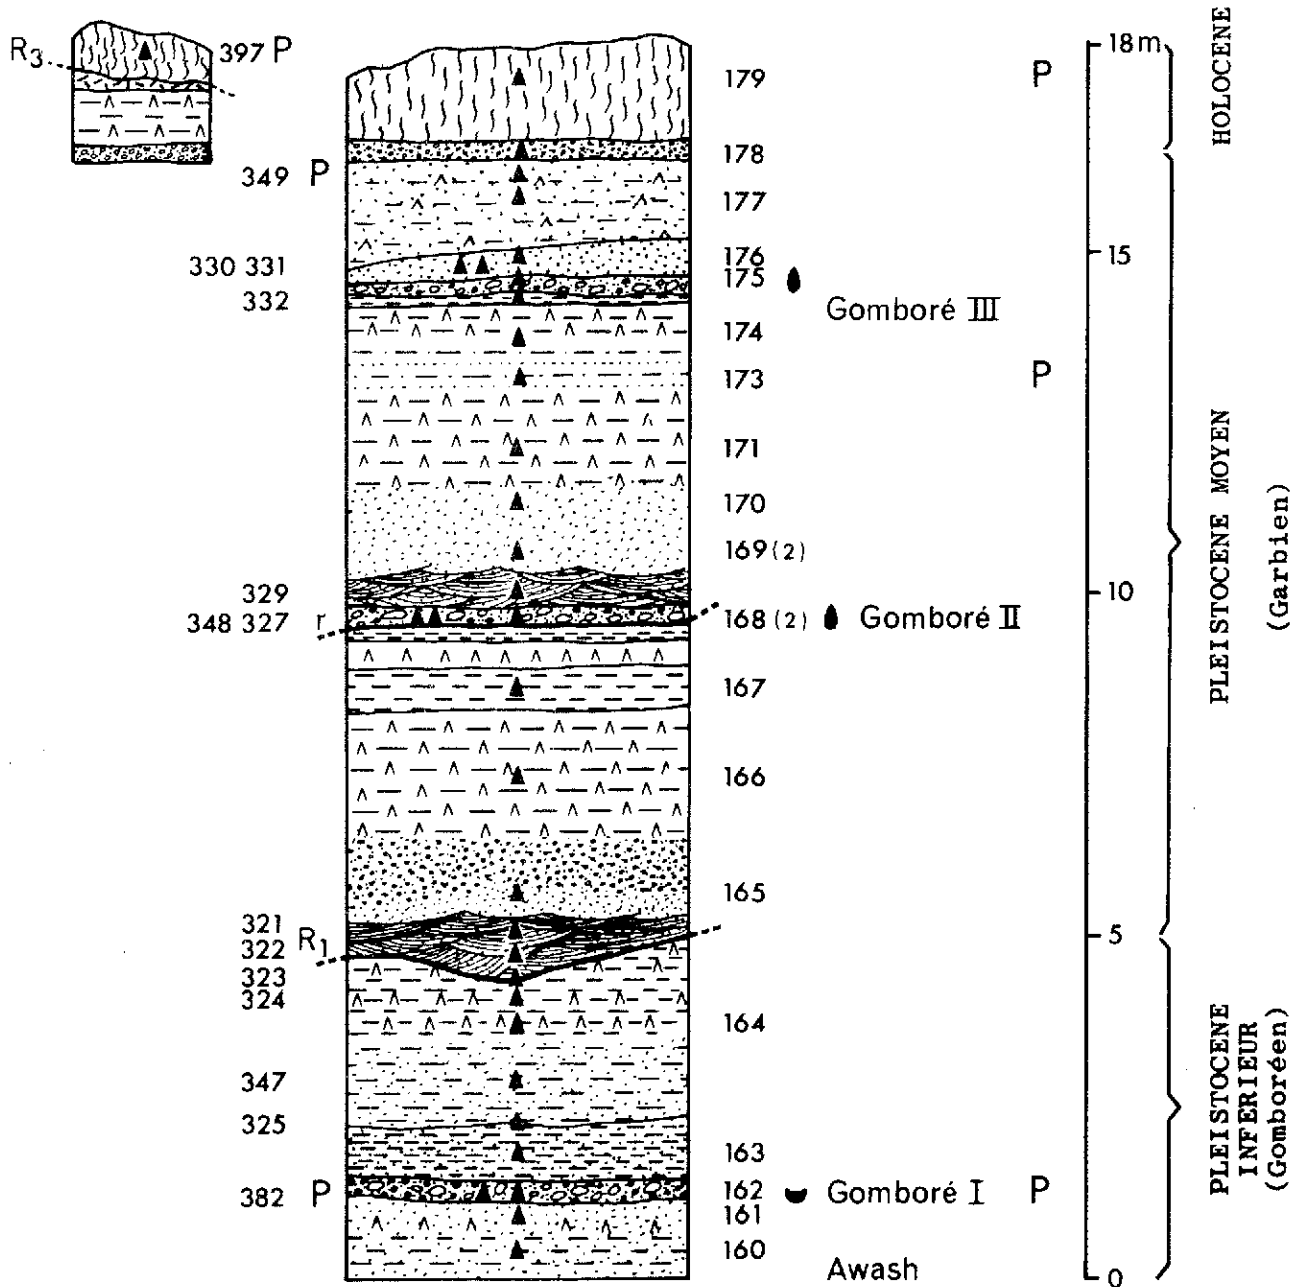 R3
397 P
349 P
330 331
332
329
348 327 r
321
322 R1
323
324
347
325
382 P
179 P
178
177
176
175
Gomboré III
174
173 P
171
170
169 (2)
168 (2) Gomboré II
167
166
165
164
163
162 Gomboré I P
161
160
Awash
18m
15
10
5
0
HOLOCENE
PLEISTOCENE MOYEN
(Garbien)
PLEISTOCENE
INFERIEUR
(Gomboréen)